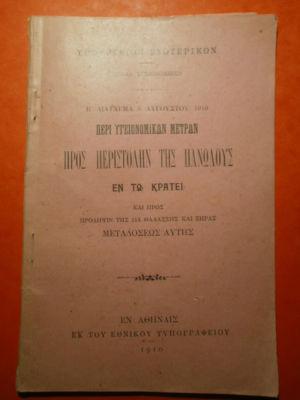 ΥΠΟΥΡΓΕΙΟΝ ΕΣΩΤΕΡΙΚΩΝ
Β. ΔΙΑΤΑΓΜΑ 8 ΑΥΓΟΥΣΤΟΥ 1910
ΠΕΡΙ ΥΓΕΙΟΝΟΜΙΚΩΝ ΜΕΤΡΩΝ
ΠΡΟΣ ΠΕΡΙΣΤΟΛΗΝ ΤΗΣ ΠΑΝΩΛΟΥΣ
ΕΝ ΤΩ ΚΡΑΤΕΙ
ΚΑΙ ΠΡΟΣ
ΠΡΟΛΗΨΙΝ ΤΗΣ ΔΙΑ ΘΑΛΑΣΣΗΣ ΚΑΙ ΞΗΡΑΣ
ΜΕΤΑΔΟΣΕΩΣ ΑΥΤΗΣ
ΕΝ ΑΘΗΝΑΙΣ
ΕΚ ΤΟΥ ΕΘΝΙΚΟΥ ΤΥΠΟΓΡΑΦΕΙΟΥ
1910